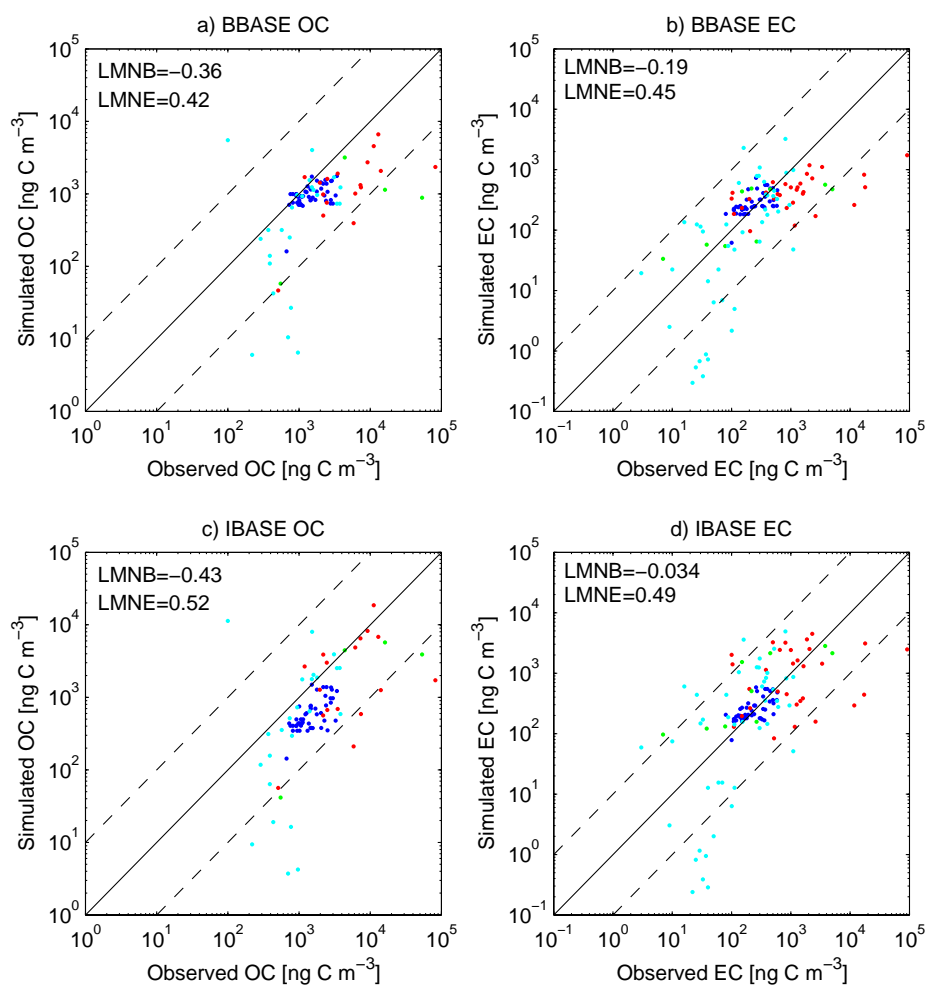 a) BBASE OC
LMNB=−0.36
LMNE=0.42
10^5
10^4
10^3
10^2
10^1
10^0
Simulated OC [ng C m^−3]
10^0 10^1 10^2 10^3 10^4 10^5
Observed OC [ng C m^−3]
b) BBASE EC
LMNB=−0.19
LMNE=0.45
10^5
10^4
10^3
10^2
10^1
10^0
10^−1
Simulated EC [ng C m^−3]
10^−1 10^0 10^1 10^2 10^3 10^4 10^5
Observed EC [ng C m^−3]
c) IBASE OC
LMNB=−0.43
LMNE=0.52
10^5
10^4
10^3
10^2
10^1
10^0
Simulated OC [ng C m^−3]
10^0 10^1 10^2 10^3 10^4 10^5
Observed OC [ng C m^−3]
d) IBASE EC
LMNB=−0.034
LMNE=0.49
10^5
10^4
10^3
10^2
10^1
10^0
10^−1
Simulated EC [ng C m^−3]
10^−1 10^0 10^1 10^2 10^3 10^4 10^5
Observed EC [ng C m^−3]